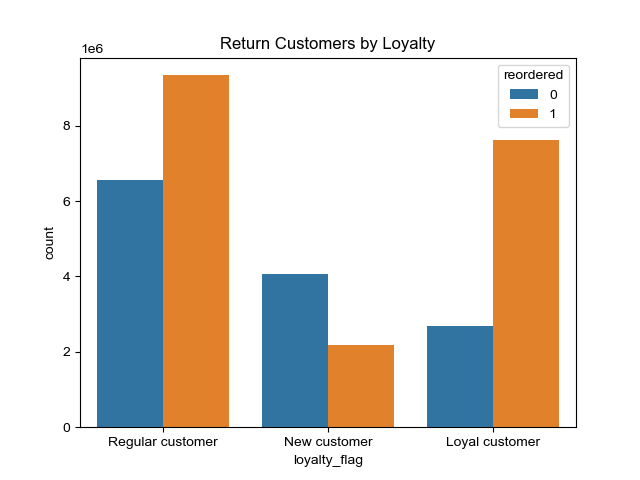 Return Customers by Loyalty
1e6
reordered
0
1
8
6
4
2
0
count
Regular customer
New customer
Loyal customer
loyalty_flag